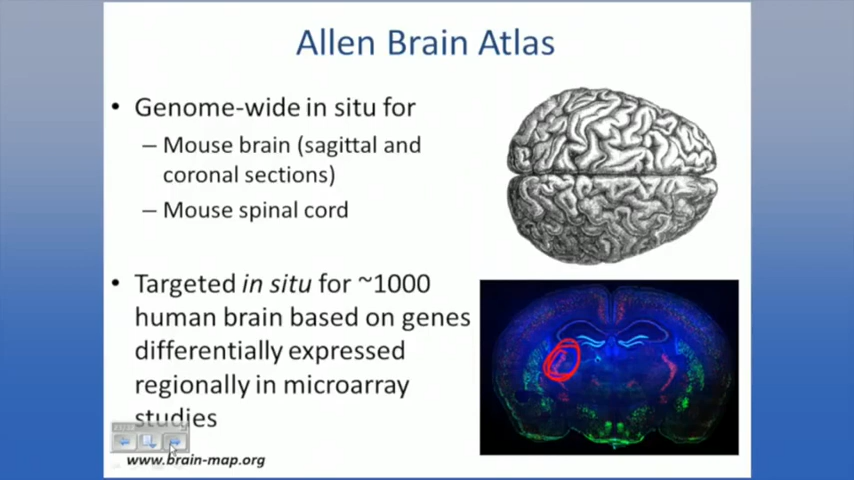 Allen Brain Atlas
• Genome-wide in situ for
– Mouse brain (sagittal and
coronal sections)
– Mouse spinal cord
• Targeted in situ for ~1000
human brain based on genes
differentially expressed
regionally in microarray
studies
www.brain-map.org